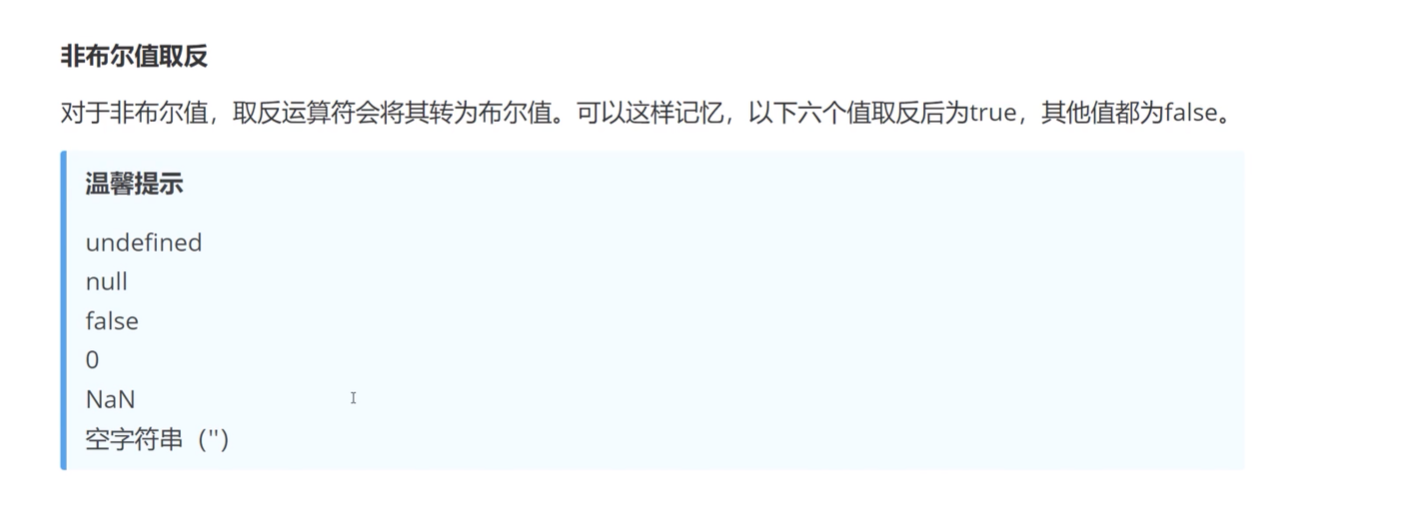 非布尔值取反
对于非布尔值，取反运算符会将其转为布尔值。可以这样记忆，以下六个值取反后为true，其他值都为false。
温馨提示
undefined
null
false
0
NaN
空字符串（''）